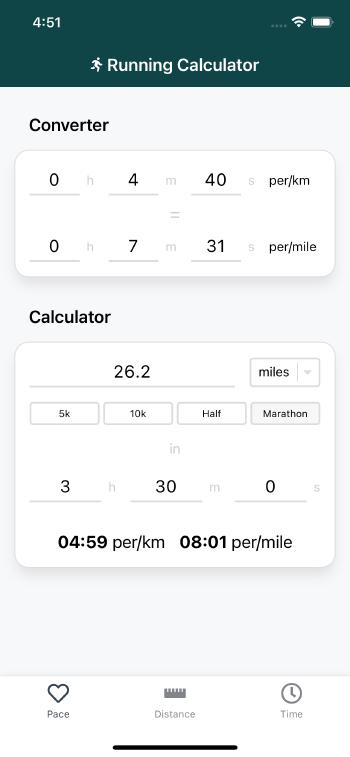 4:51
Running Calculator
Converter
0 h 4 m 40 s per/km
=
0 h 7 m 31 s per/mile
Calculator
26.2 miles
5k 10k Half Marathon
in
3 h 30 m 0 s
04:59 per/km 08:01 per/mile
Pace Distance Time